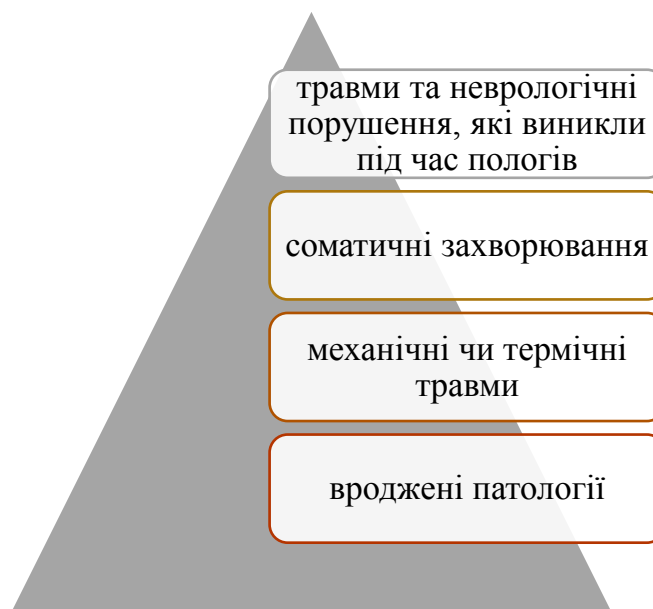 травми та неврологічні
порушення, які виникли
під час пологів
соматичні захворювання
механічні чи термічні
травми
вроджені патології